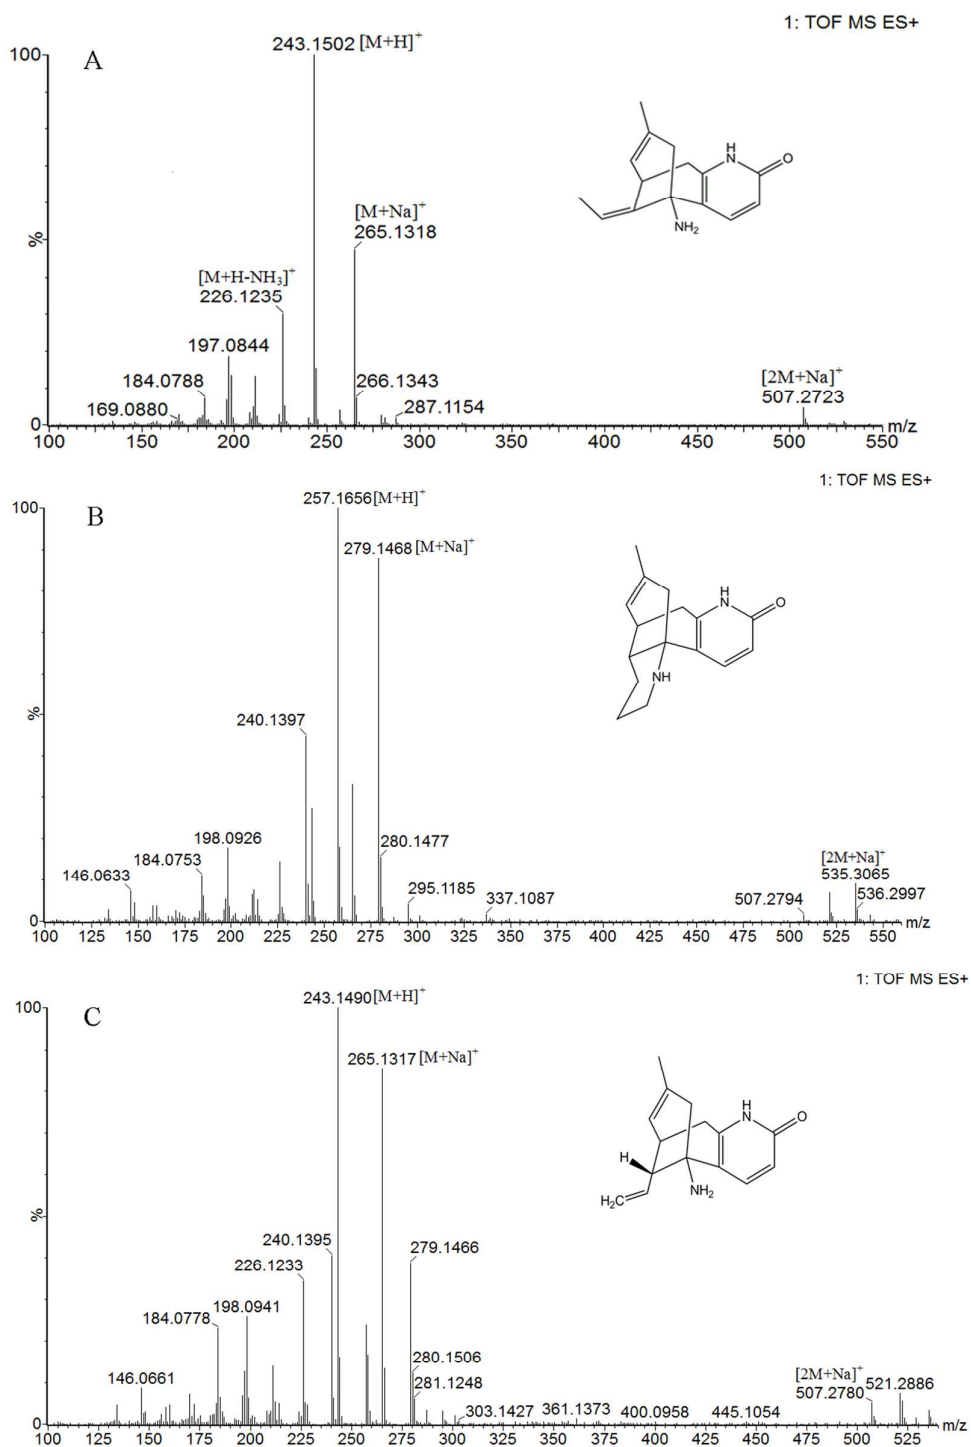 1: TOF MS ES+
A
100
%
0
243.1502 [M+H]+
[M+Na]+
265.1318
[M+H-NH3]+
226.1235
197.0844
184.0788
169.0880
266.1343
287.1154
[2M+Na]+
507.2723
H
N
O
NH2
100 150 200 250 300 350 400 450 500 550 m/z
1: TOF MS ES+
B
100
%
0
257.1656 [M+H]+
279.1468 [M+Na]+
240.1397
198.0926
184.0753
146.0633
280.1477
295.1185
337.1087
507.2794
[2M+Na]+
535.3065
536.2997
H
N
O
NH
100 125 150 175 200 225 250 275 300 325 350 375 400 425 450 475 500 525 550 m/z
1: TOF MS ES+
C
100
%
0
243.1490 [M+H]+
265.1317 [M+Na]+
240.1395
226.1233
198.0941
184.0778
146.0661
279.1466
280.1506
281.1248
303.1427
361.1373
400.0958
445.1054
[2M+Na]+
507.2780
521.2886
H
N
O
H
H2C
NH2
100 125 150 175 200 225 250 275 300 325 350 375 400 425 450 475 500 525 m/z